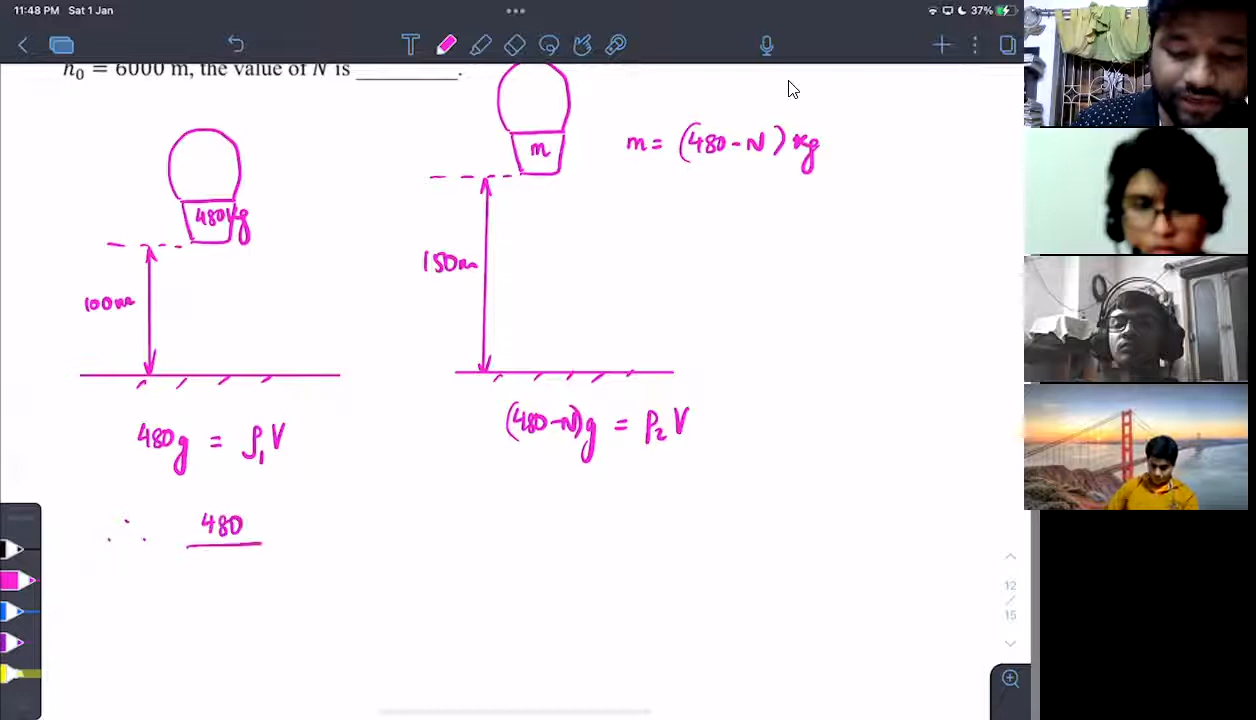 11:48 PM Sat 1 Jan
37%
h₀ = 6000 m, the value of N is __________.
m
m = (480-N) kg
480kg
150m
100m
480g = ρ₁V
(480-N)g = ρ₂V
∴ 480
12
/
15